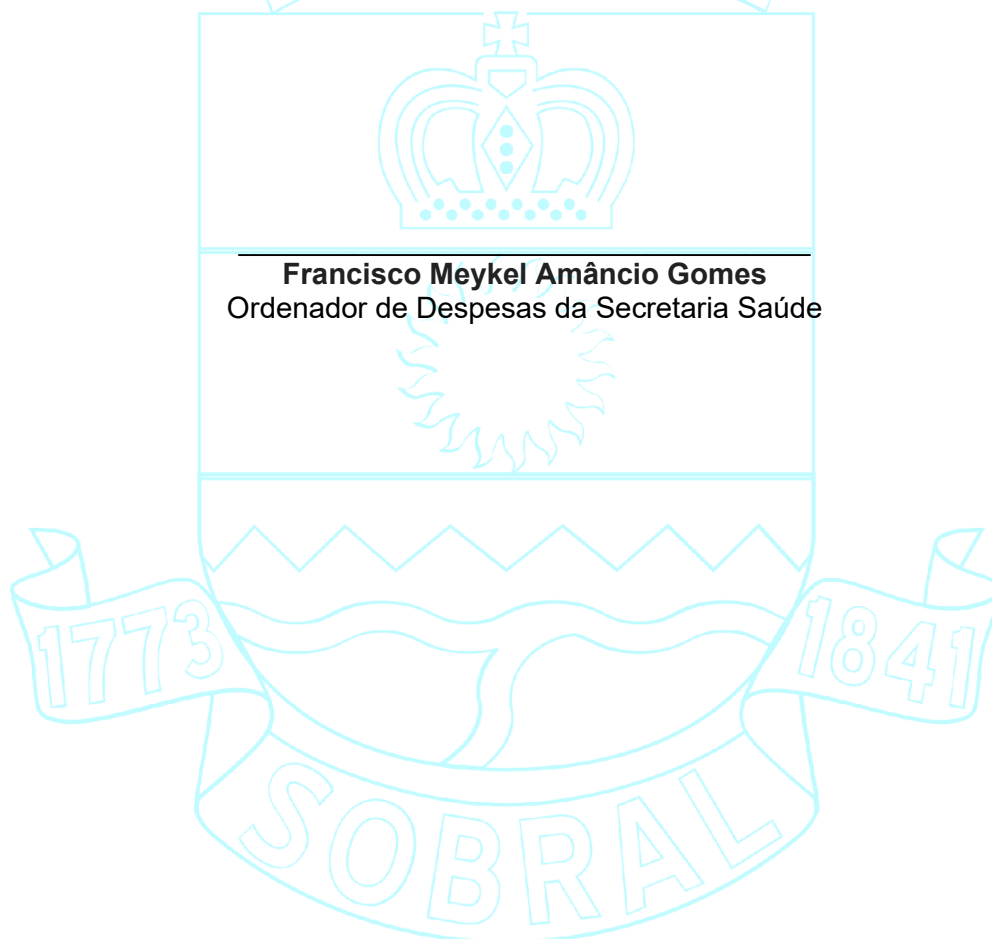 Francisco Meykel Amâncio Gomes
Ordenador de Despesas da Secretaria Saúde
1773
1841
SOBRAL